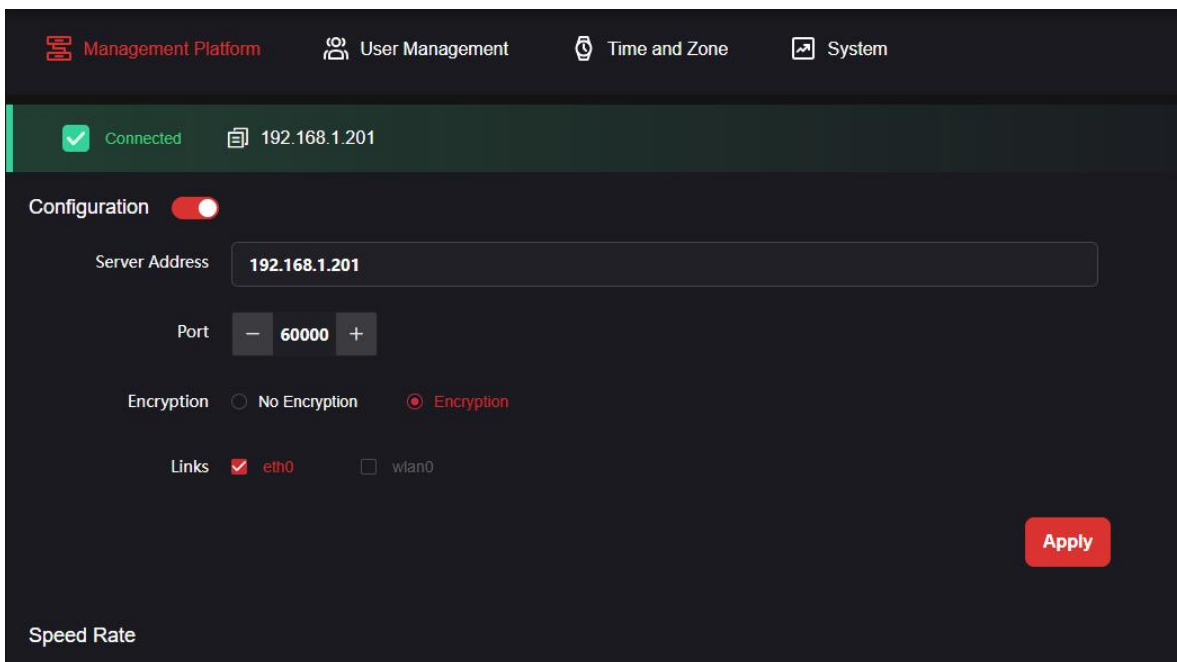 Management Platform User Management Time and Zone System
Connected 192.168.1.201
Configuration
Server Address 192.168.1.201
Port − 60000 +
Encryption No Encryption Encryption
Links eth0 wlan0
Apply
Speed Rate